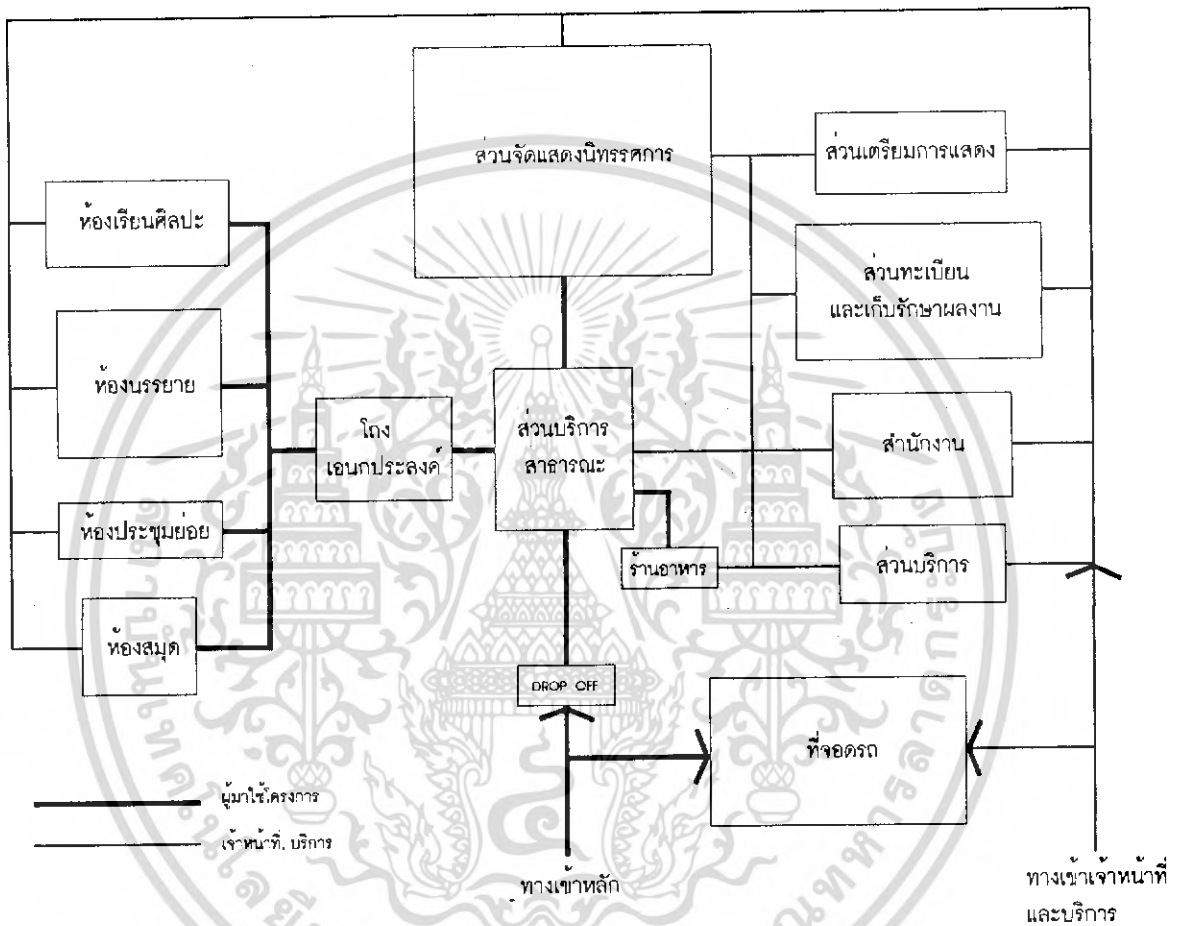 ส่วนจัดแสดงนิทรรศการ
ส่วนเตรียมการแสดง
ห้องเรียนศิลปะ
ส่วนทะเบียน
และเก็บรักษาผลงาน
ห้องบรรยาย
โถง
เอนกประสงค์
ส่วนบริการ
สาธารณะ
สำนักงาน
ห้องประชุมย่อย
ร้านอาหาร
ส่วนบริการ
ห้องสมุด
DROP OFF
ที่จอดรถ
ผู้มาใช้โครงการ
เจ้าหน้าที่, บริการ
ทางเข้าหลัก
ทางเข้าเจ้าหน้าที่
และบริการ